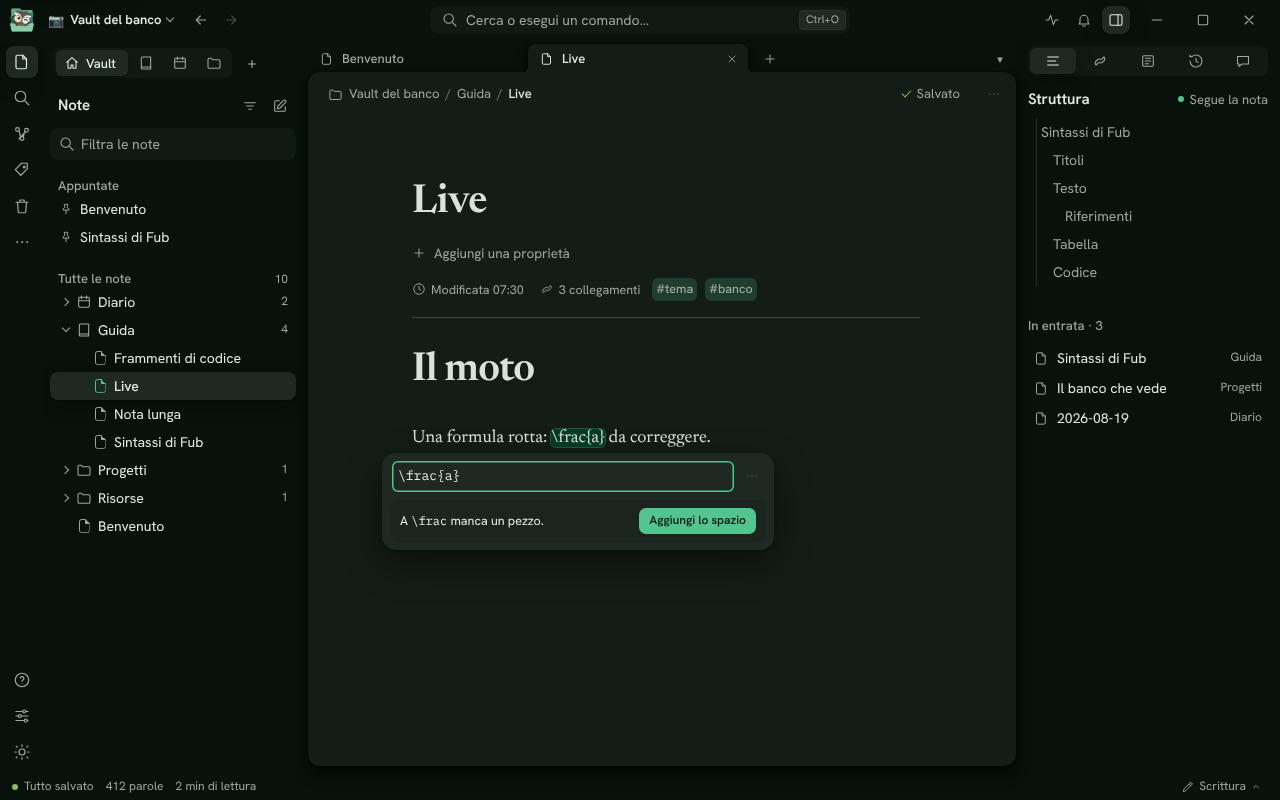 Vault del banco
Cerca o esegui un comando...
Ctrl+O
Vault
Benvenuto
Live
Note
Filtra le note
Appuntate
Benvenuto
Sintassi di Fub
Tutte le note 10
Diario 2
Guida 4
Frammenti di codice
Live
Nota lunga
Sintassi di Fub
Progetti 1
Risorse 1
Benvenuto
Tutto salvato 412 parole 2 min di lettura
Vault del banco / Guida / Live
Salvato
Live
Aggiungi una proprietà
Modificata 07:30 3 collegamenti #tema #banco
Il moto
Una formula rotta: \frac{a} da correggere.
\frac{a}
A \frac manca un pezzo. Aggiungi lo spazio
Struttura Segue la nota
Sintassi di Fub
Titoli
Testo
Riferimenti
Tabella
Codice
In entrata · 3
Sintassi di Fub Guida
Il banco che vede Progetti
2026-08-19 Diario
Scrittura